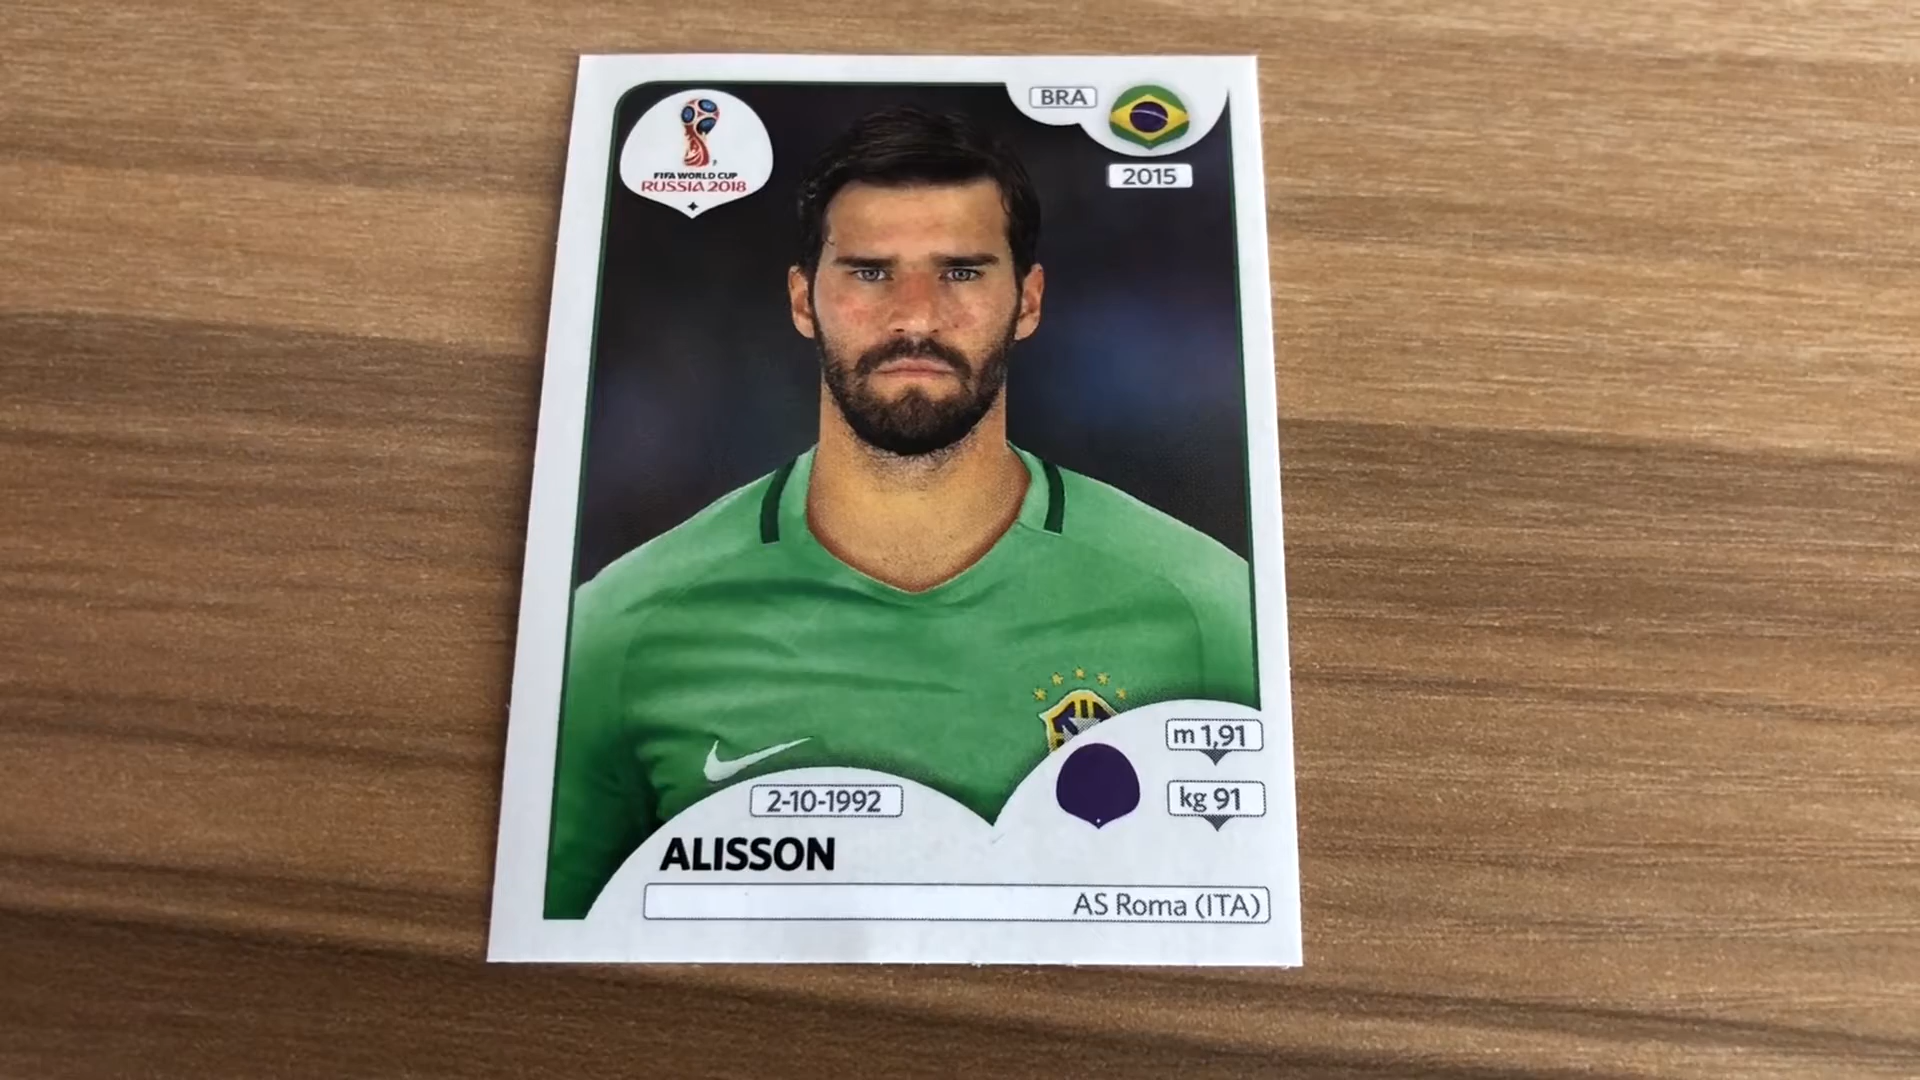 BRA
FIFA WORLD CUP
RUSSIA 2018
2015
m 1,91
2-10-1992
kg 91
ALISSON
AS Roma (ITA)